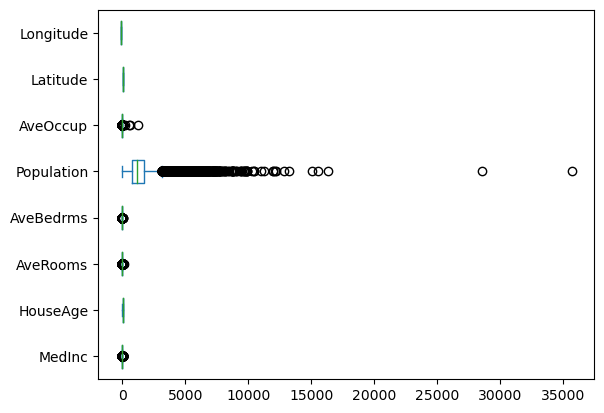 Longitude
Latitude
AveOccup
Population
AveBedrms
AveRooms
HouseAge
MedInc
0 5000 10000 15000 20000 25000 30000 35000